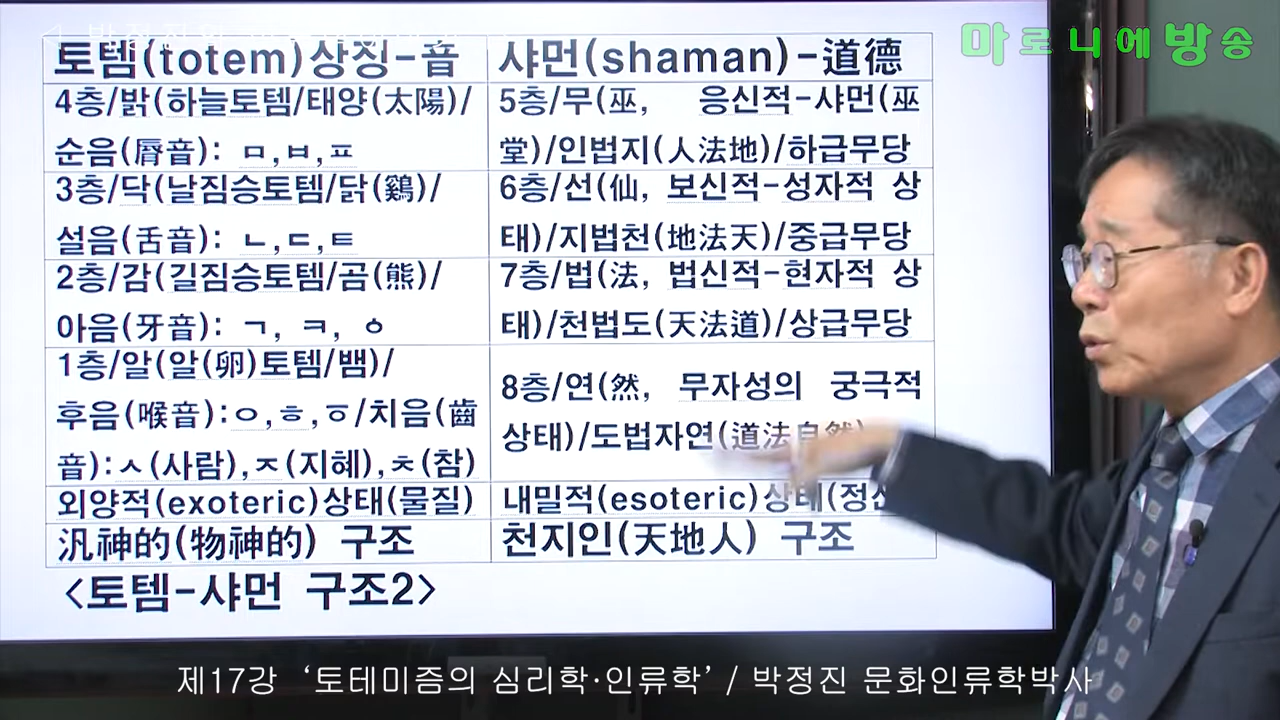 마로니에방송
토템(totem)상징-音
샤먼(shaman)-道德
4층/밝(하늘토템/태양(太陽)/
순음(脣音): ㅁ,ㅂ,ㅍ
5층/무(巫, 응신적-샤먼(巫
堂)/인법지(人法地)/하급무당
3층/닥(날짐승토템/닭(鷄)/
설음(舌音): ㄴ,ㄷ,ㅌ
6층/선(仙, 보신적-성자적 상
태)/지법천(地法天)/중급무당
2층/감(길짐승토템/곰(熊)/
아음(牙音): ㄱ, ㅋ, ㆁ
7층/법(法, 법신적-현자적 상
태)/천법도(天法道)/상급무당
1층/알(알(卵)토템/뱀)/
후음(喉音):ㅇ,ㅎ,ㆆ/치음(齒
音):ㅅ(사람),ㅈ(지혜),ㅊ(참)
8층/연(然, 무자성의 궁극적
상태)/도법자연(道法自然)
외양적(exoteric)상태(물질)
내밀적(esoteric)상태(정신
汎神的(物神的) 구조
천지인(天地人) 구조
<토템-샤먼 구조2>
제17강 ‘토테미즘의 심리학·인류학’ / 박정진 문화인류학박사